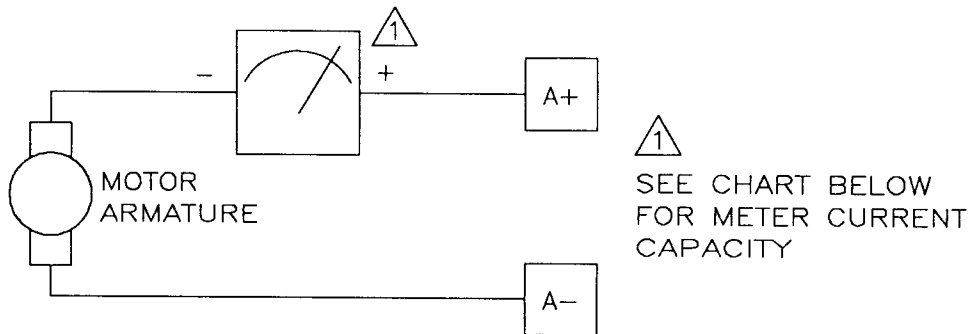 1
-
+
A+
MOTOR
ARMATURE
1
SEE CHART BELOW
FOR METER CURRENT
CAPACITY
A-